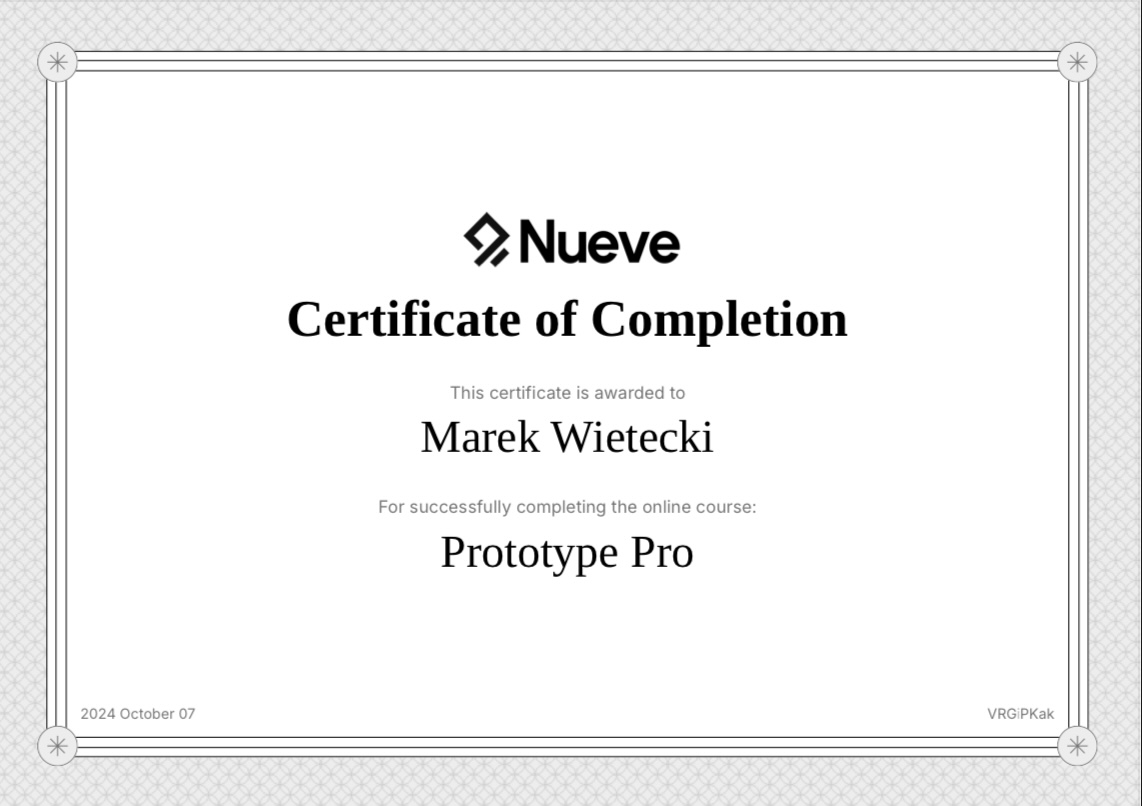 Nueve
Certificate of Completion
This certificate is awarded to
Marek Wietecki
For successfully completing the online course:
Prototype Pro
2024 October 07
VRGiPKak